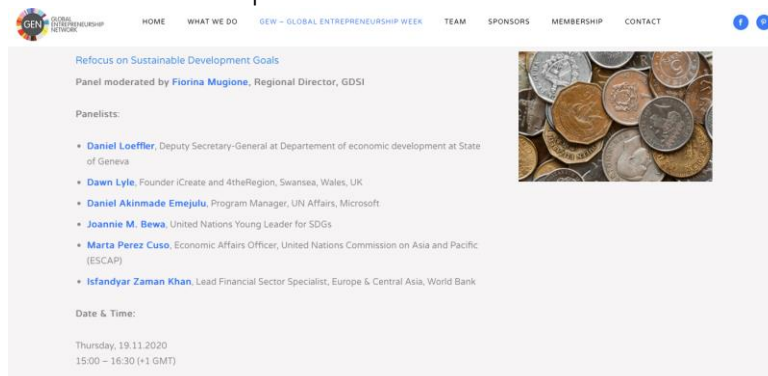 GEN GLOBAL
ENTREPRENEURSHIP
NETWORK
HOME WHAT WE DO GEW – GLOBAL ENTREPRENEURSHIP WEEK TEAM SPONSORS MEMBERSHIP CONTACT
Refocus on Sustainable Development Goals
Panel moderated by Fiorina Mugione, Regional Director, GDSI
Panelists:
• Daniel Loeffler, Deputy Secretary-General at Departement of economic development at State
of Geneva
• Dawn Lyle, Founder iCreate and 4theRegion, Swansea, Wales, UK
• Daniel Akinmade Emejulu, Program Manager, UN Affairs, Microsoft
• Joannie M. Bewa, United Nations Young Leader for SDGs
• Marta Perez Cuso, Economic Affairs Officer, United Nations Commission on Asia and Pacific
(ESCAP)
• Isfandyar Zaman Khan, Lead Financial Sector Specialist, Europe & Central Asia, World Bank
Date & Time:
Thursday, 19.11.2020
15:00 – 16:30 (+1 GMT)